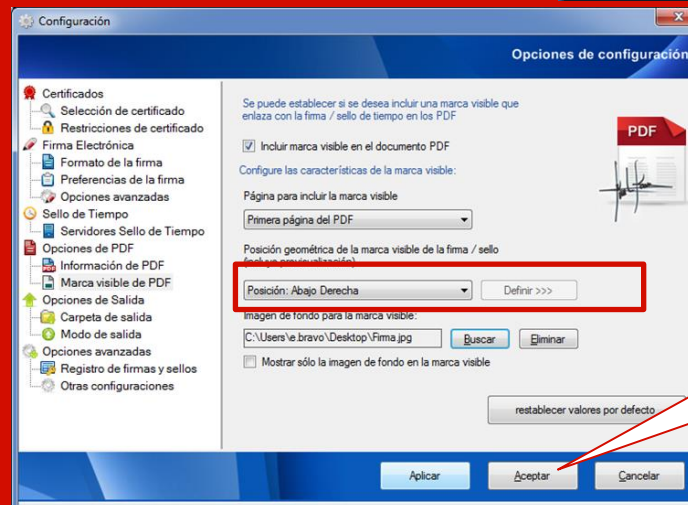 Configuración
Opciones de configuración
Certificados
Selección de certificado
Restricciones de certificado
Firma Electrónica
Formato de la firma
Preferencias de la firma
Opciones avanzadas
Sello de Tiempo
Servidores Sello de Tiempo
Opciones de PDF
Información de PDF
Marca visible de PDF
Opciones de Salida
Carpeta de salida
Modo de salida
Opciones avanzadas
Registro de firmas y sellos
Otras configuraciones
Se puede establecer si se desea incluir una marca visible que
enlaza con la firma / sello de tiempo en los PDF
Incluir marca visible en el documento PDF
Configure las características de la marca visible:
Página para incluir la marca visible
Primera página del PDF
Posición geométrica de la marca visible de la firma / sello
(incluye previsualización)
Posición: Abajo Derecha
Definir >>>
Imagen de fondo para la marca visible:
C:\Users\e.bravo\Desktop\Firma.jpg
Buscar
Eliminar
Mostrar sólo la imagen de fondo en la marca visible
PDF
restablecer valores por defecto
Aplicar
Aceptar
Cancelar